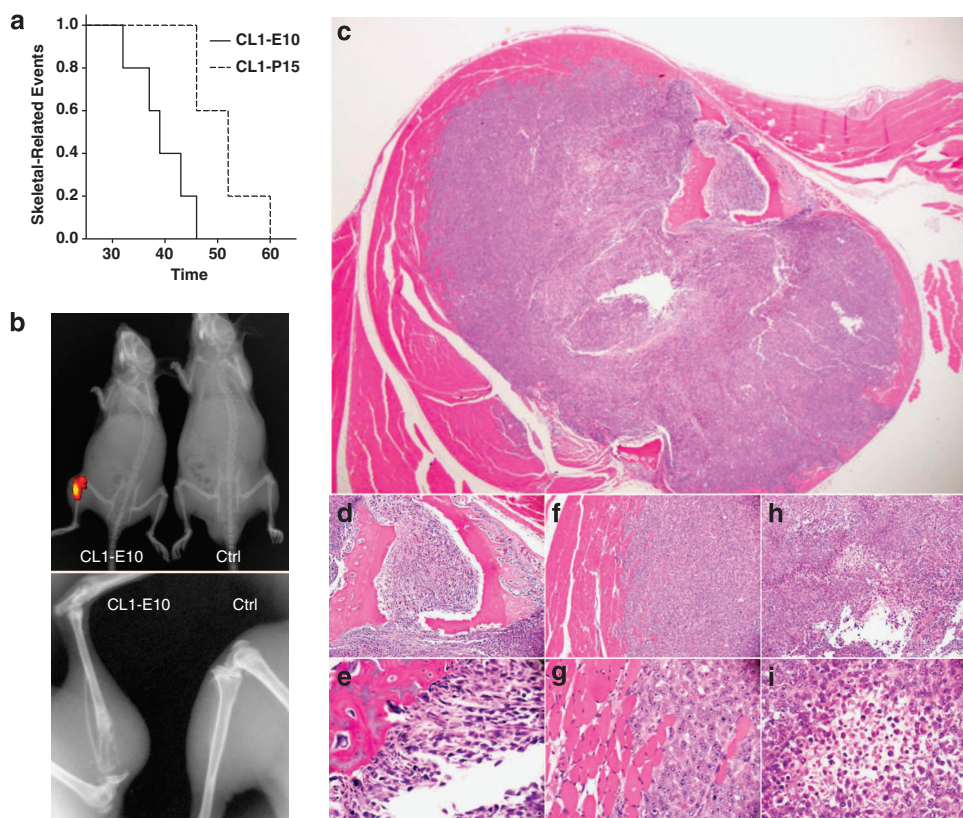 a
1.0
0.8
0.6
0.4
0.2
0.0
Skeletal-Related Events
CL1-E10
CL1-P15
30 40 50 60
Time
b
CL1-E10 Ctrl
CL1-E10 Ctrl
c
d
f
h
e
g
i